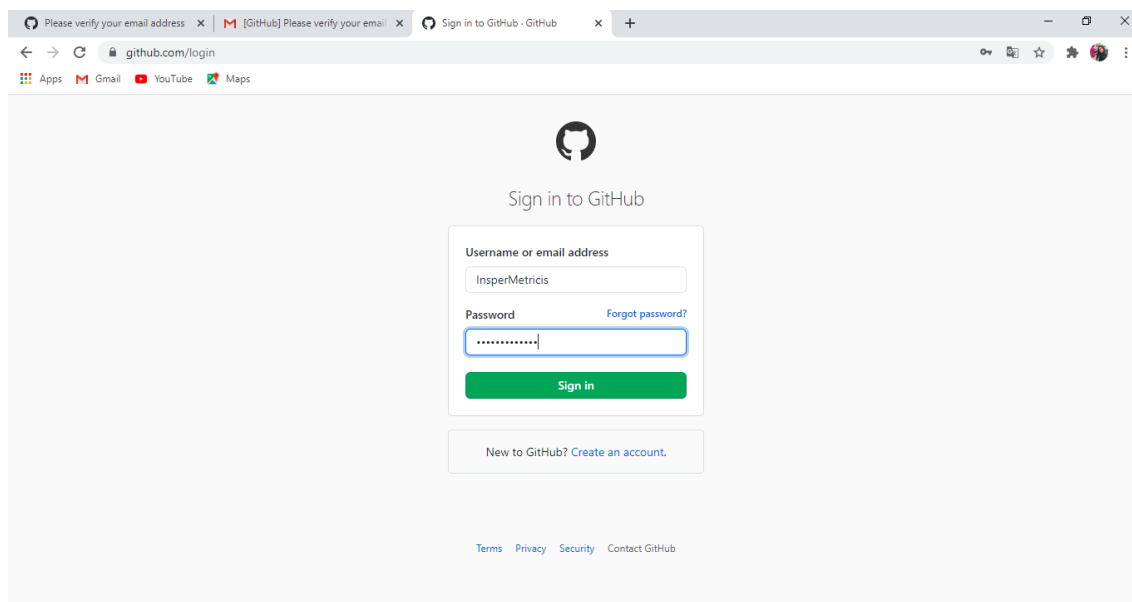 Please verify your email address
[GitHub] Please verify your email
Sign in to GitHub · GitHub
github.com/login
Apps
Gmail
YouTube
Maps
Sign in to GitHub
Username or email address
InsperMetricis
Password Forgot password?
•••••••••••••
Sign in
New to GitHub? Create an account.
Terms Privacy Security Contact GitHub